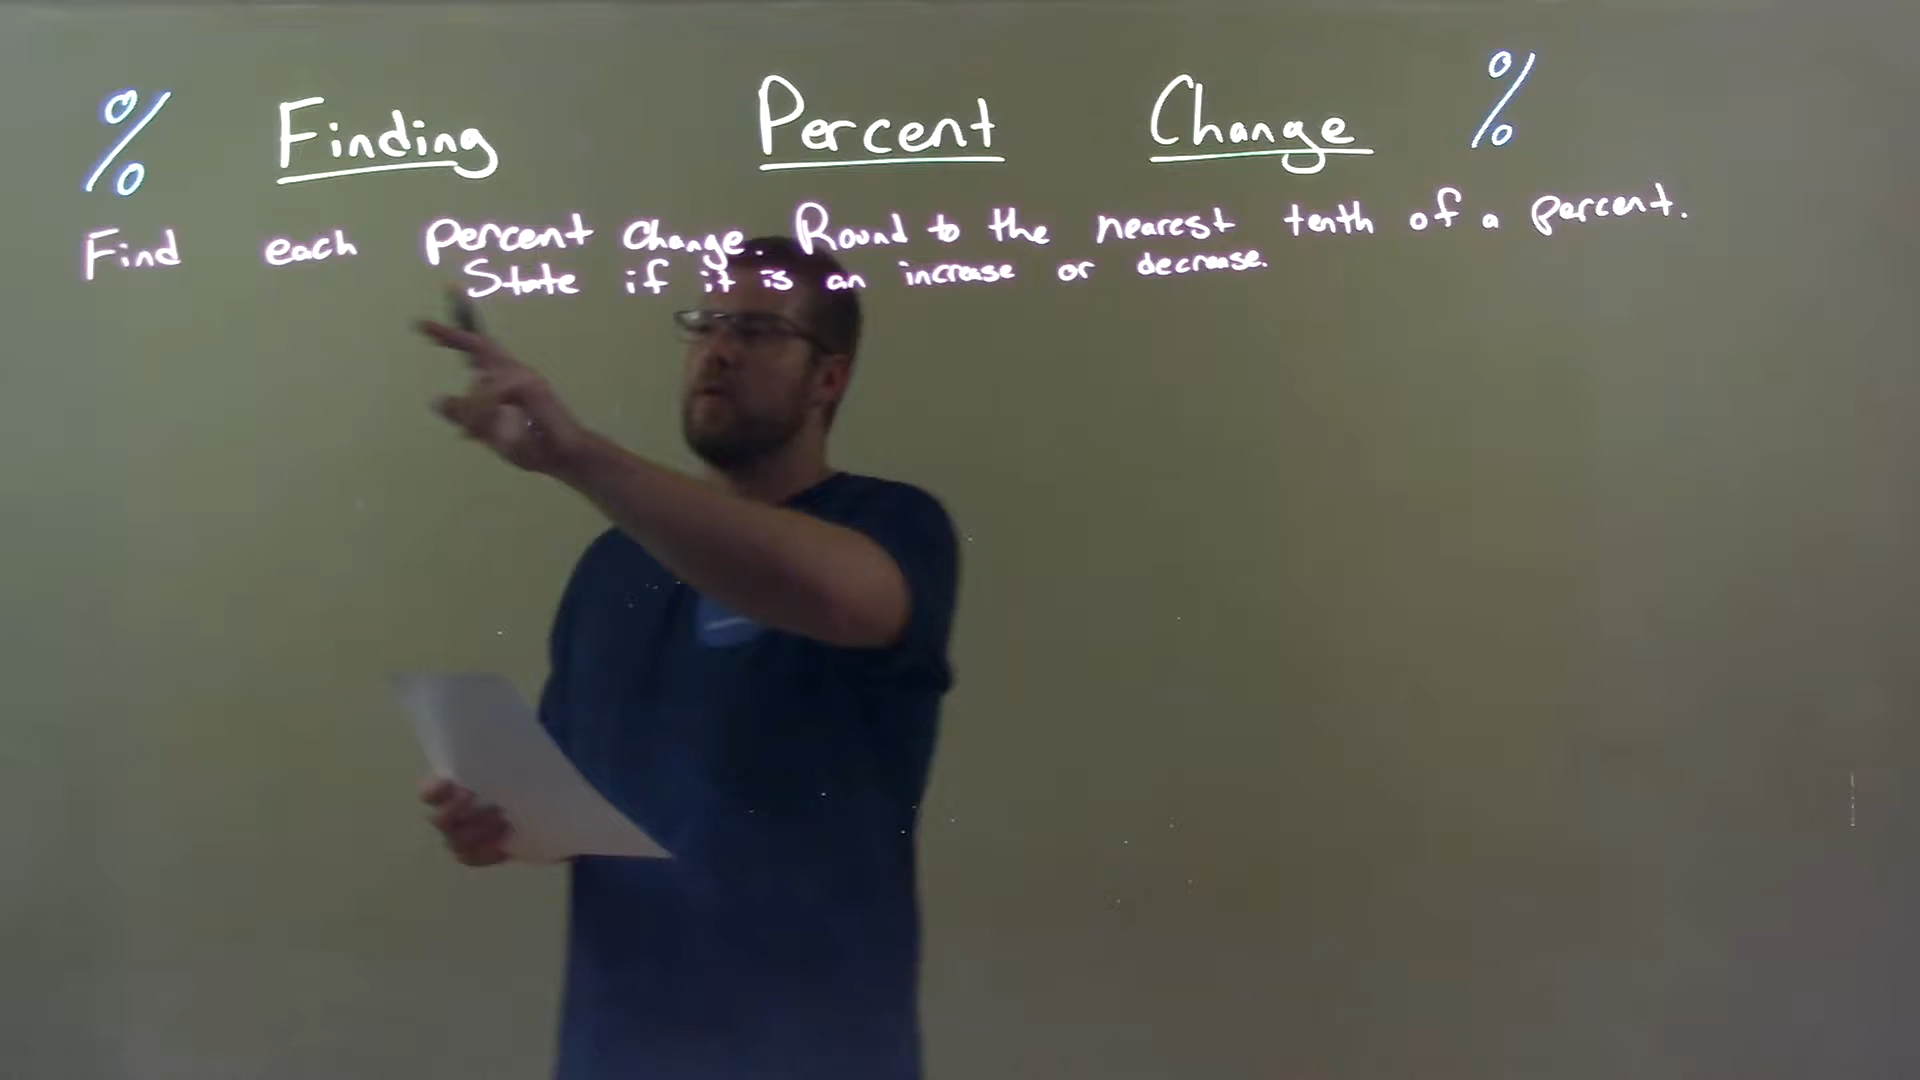 % Finding Percent Change %
Find each percent change. Round to the nearest tenth of a percent.
State if it is an increase or decrease.